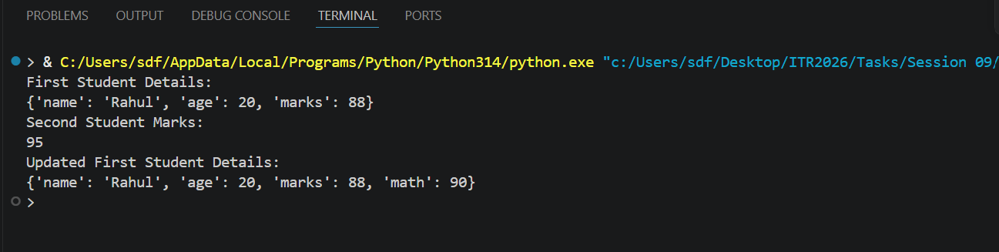 PROBLEMS OUTPUT DEBUG CONSOLE TERMINAL PORTS
> & C:/Users/sdf/AppData/Local/Programs/Python/Python314/python.exe "c:/Users/sdf/Desktop/ITR2026/Tasks/Session 09/
First Student Details:
{'name': 'Rahul', 'age': 20, 'marks': 88}
Second Student Marks:
95
Updated First Student Details:
{'name': 'Rahul', 'age': 20, 'marks': 88, 'math': 90}
>